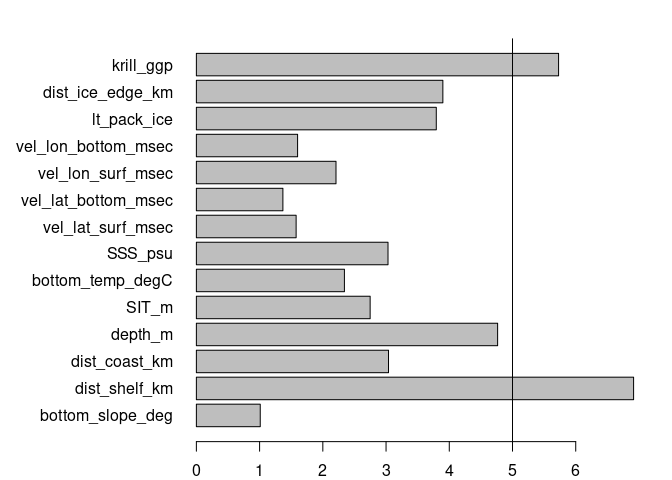 krill_ggp
dist_ice_edge_km
lt_pack_ice
vel_lon_bottom_msec
vel_lon_surf_msec
vel_lat_bottom_msec
vel_lat_surf_msec
SSS_psu
bottom_temp_degC
SIT_m
depth_m
dist_coast_km
dist_shelf_km
bottom_slope_deg
0 1 2 3 4 5 6